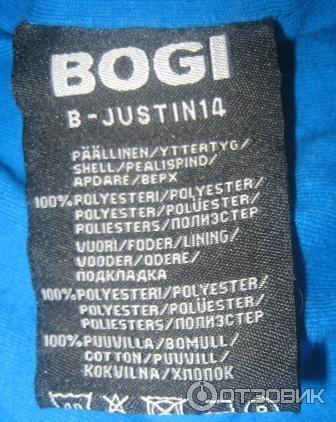 BOGI
B-JUSTIN14
PÄÄLLINEN/YTTERTYG/
SHELL/PEALISPIND/
APDARE/ВЕРХ
100%POLYESTERI/POLYESTER/
POLYESTER/POLÜESTER/
POLIESTERS/ПОЛИЭСТЕР
VUORI/FODER/LINING/
VOODER/ODERE/
ПОДКЛАДКА
100%POLYESTERI/POLYESTER/
POLYESTER/POLÜESTER/
POLIESTERS/ПОЛИЭСТЕР
100%PUUVILLA/BOMULL/
COTTON/PUUVILL/
KOKVILNA/ХЛОПОК
ОТЗОВИК